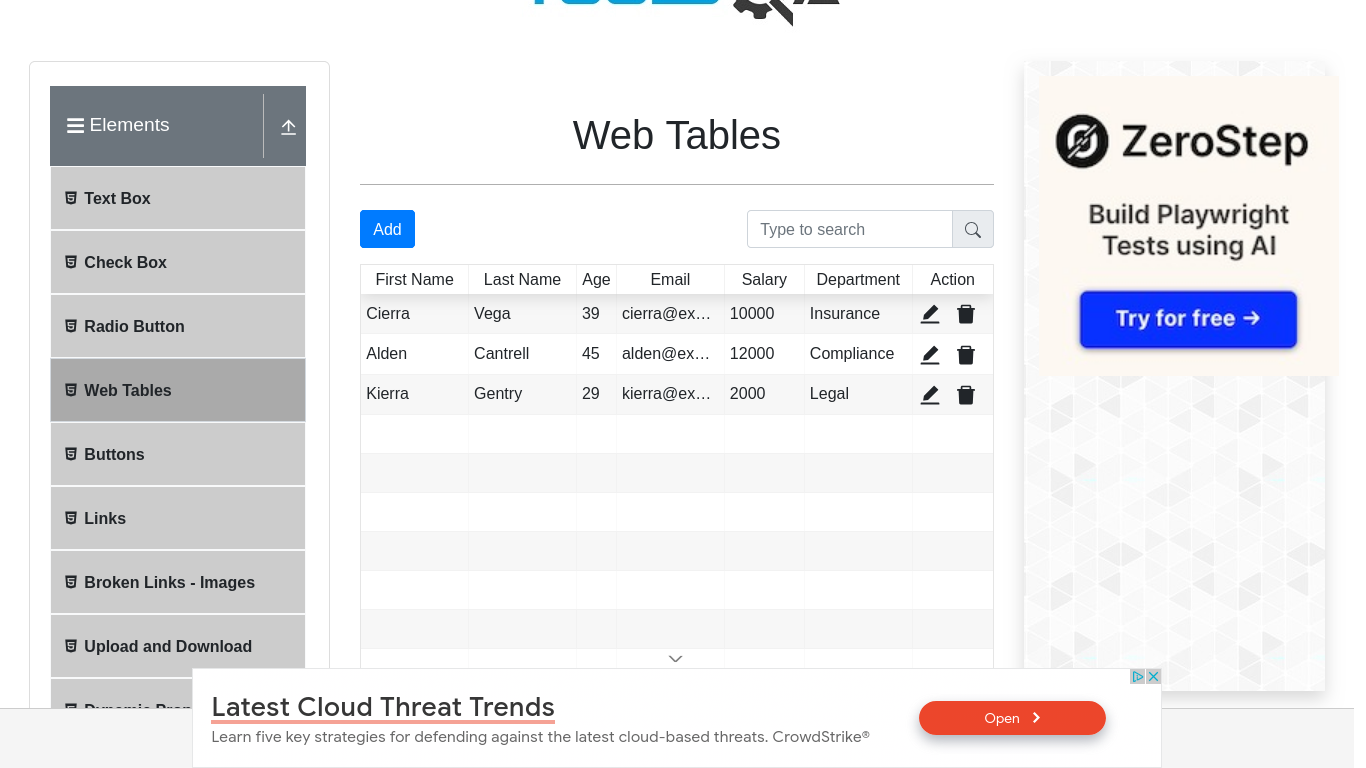 Elements
Text Box
Check Box
Radio Button
Web Tables
Buttons
Links
Broken Links - Images
Upload and Download
Web Tables
Add
Type to search
First Name Last Name Age Email Salary Department Action
Cierra Vega 39 cierra@ex… 10000 Insurance
Alden Cantrell 45 alden@ex… 12000 Compliance
Kierra Gentry 29 kierra@ex… 2000 Legal
ZeroStep
Build Playwright
Tests using AI
Try for free →
Latest Cloud Threat Trends
Learn five key strategies for defending against the latest cloud-based threats. CrowdStrike®
Open